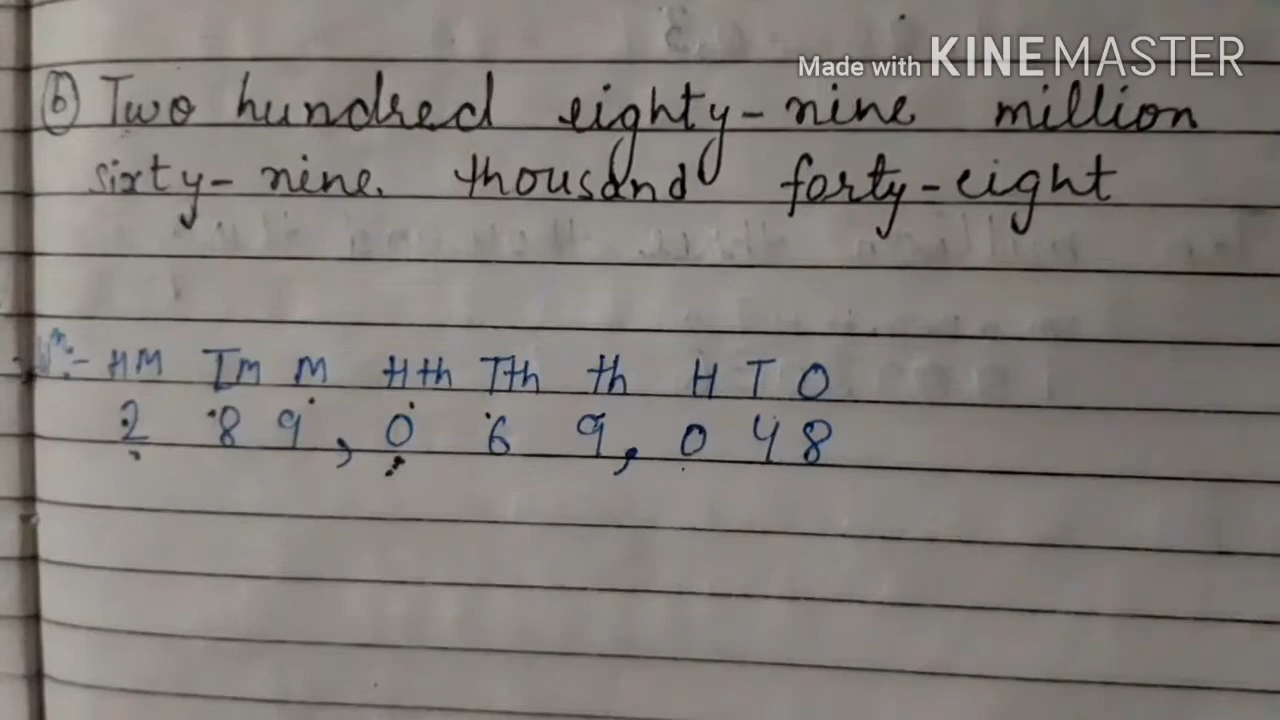 Made with KINEMASTER
(b) Two hundred eighty-nine million
sixty-nine thousand forty-eight
HM TM M Hth Tth th H T O
2 8 9 , 0 6 9 , 0 4 8